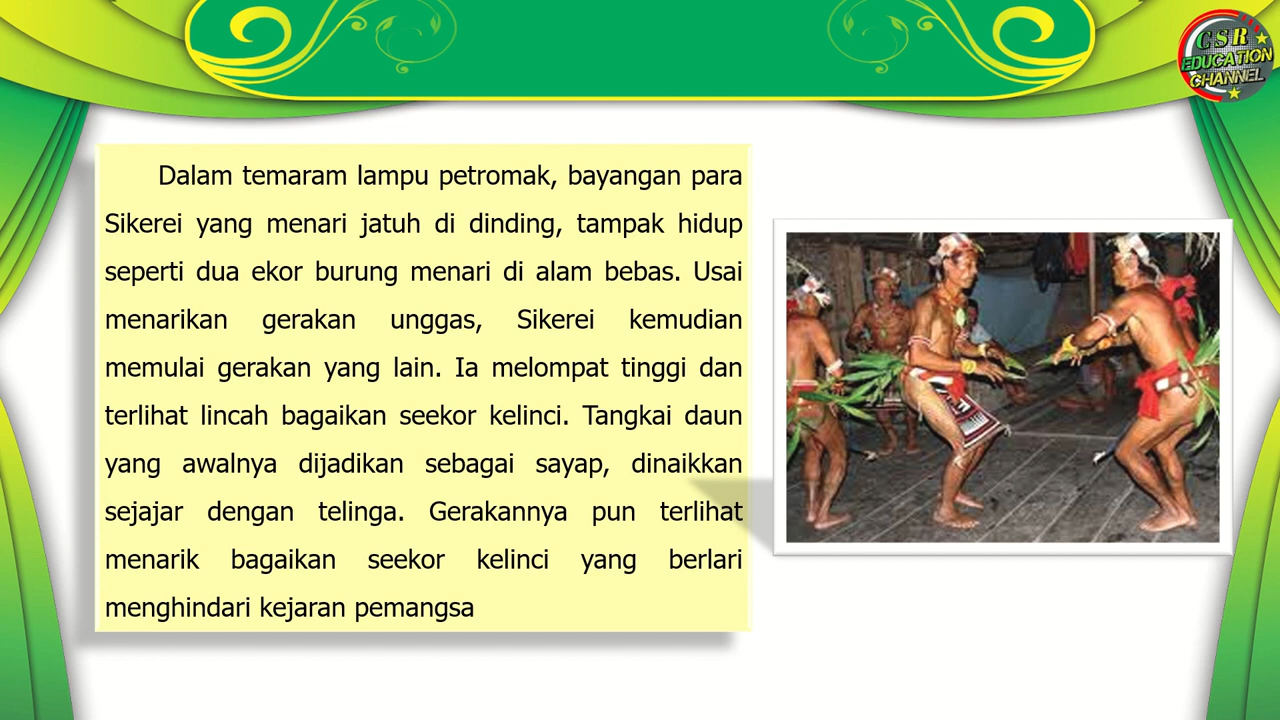 CSR
EDUCATION
CHANNEL
Dalam temaram lampu petromak, bayangan para
Sikerei yang menari jatuh di dinding, tampak hidup
seperti dua ekor burung menari di alam bebas. Usai
menarikan gerakan unggas, Sikerei kemudian
memulai gerakan yang lain. Ia melompat tinggi dan
terlihat lincah bagaikan seekor kelinci. Tangkai daun
yang awalnya dijadikan sebagai sayap, dinaikkan
sejajar dengan telinga. Gerakannya pun terlihat
menarik bagaikan seekor kelinci yang berlari
menghindari kejaran pemangsa